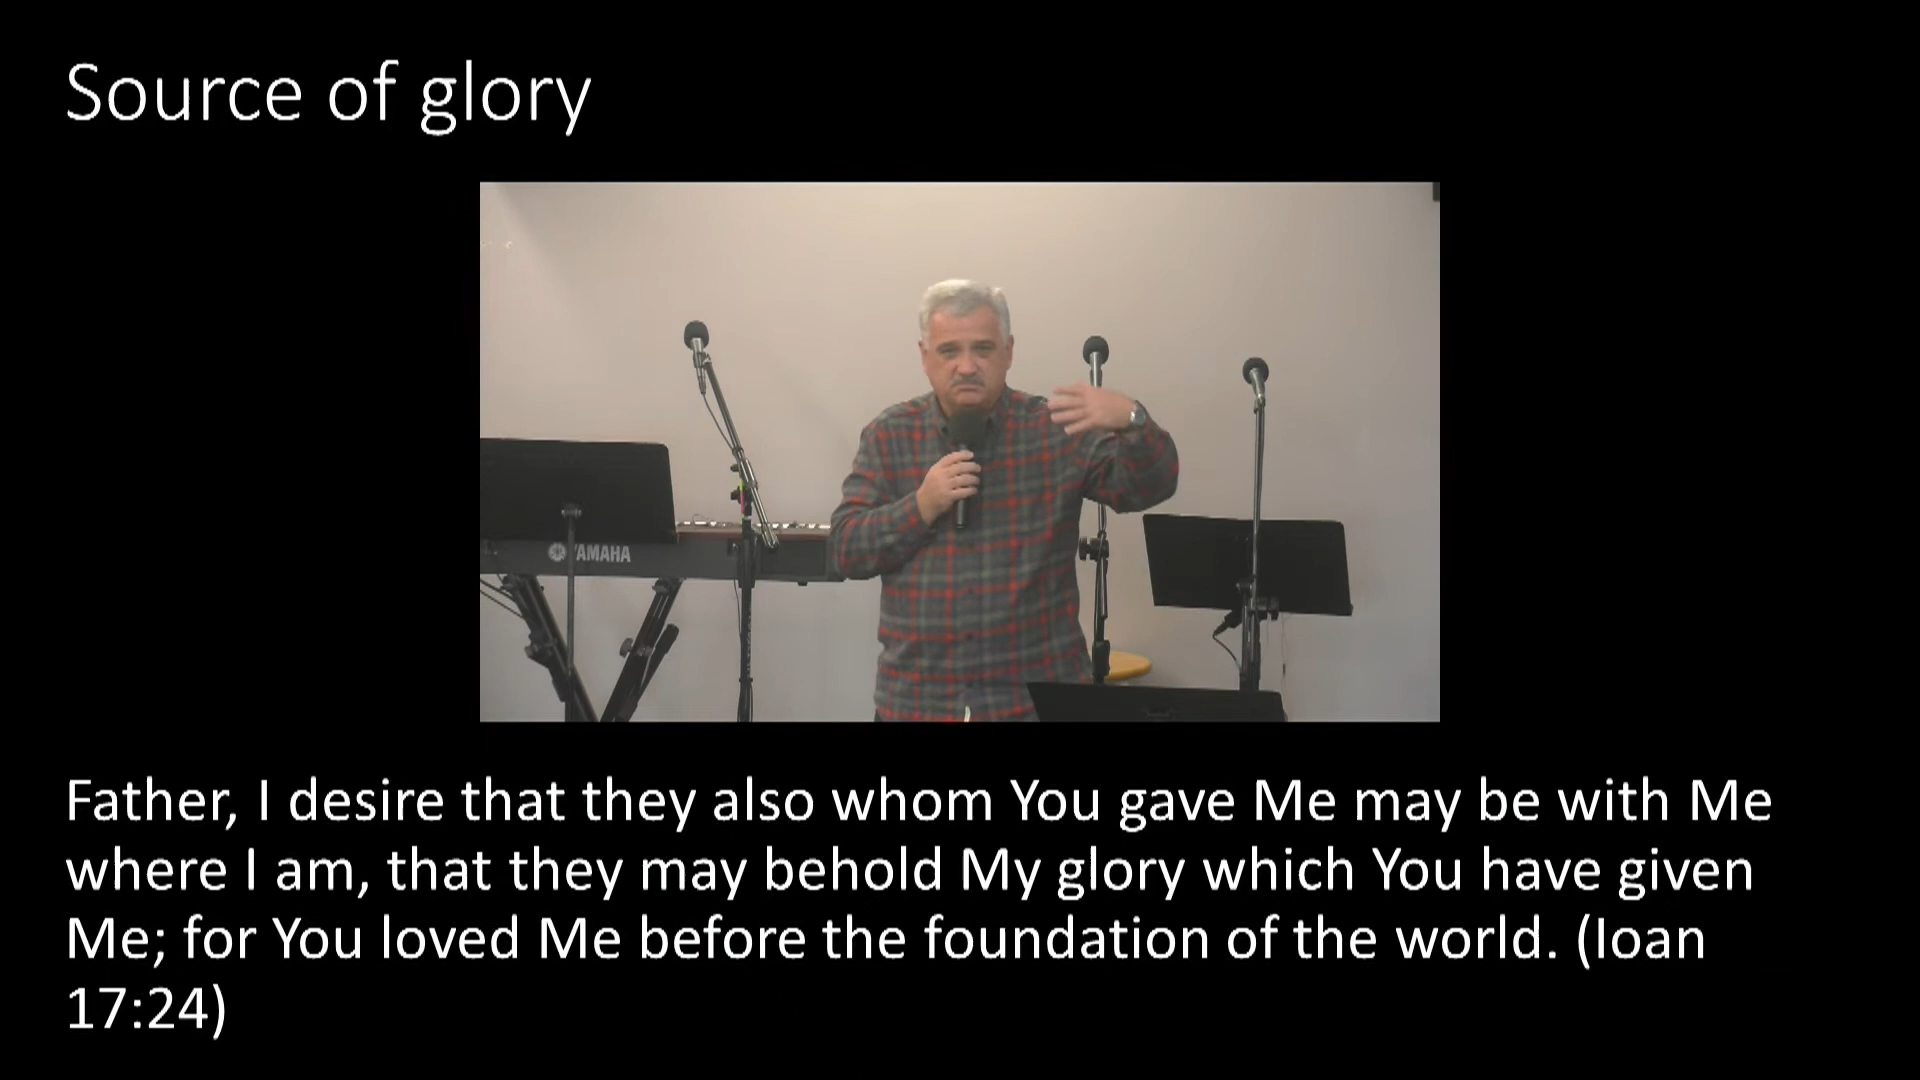 Source of glory
YAMAHA
Father, I desire that they also whom You gave Me may be with Me
where I am, that they may behold My glory which You have given
Me; for You loved Me before the foundation of the world. (Ioan
17:24)